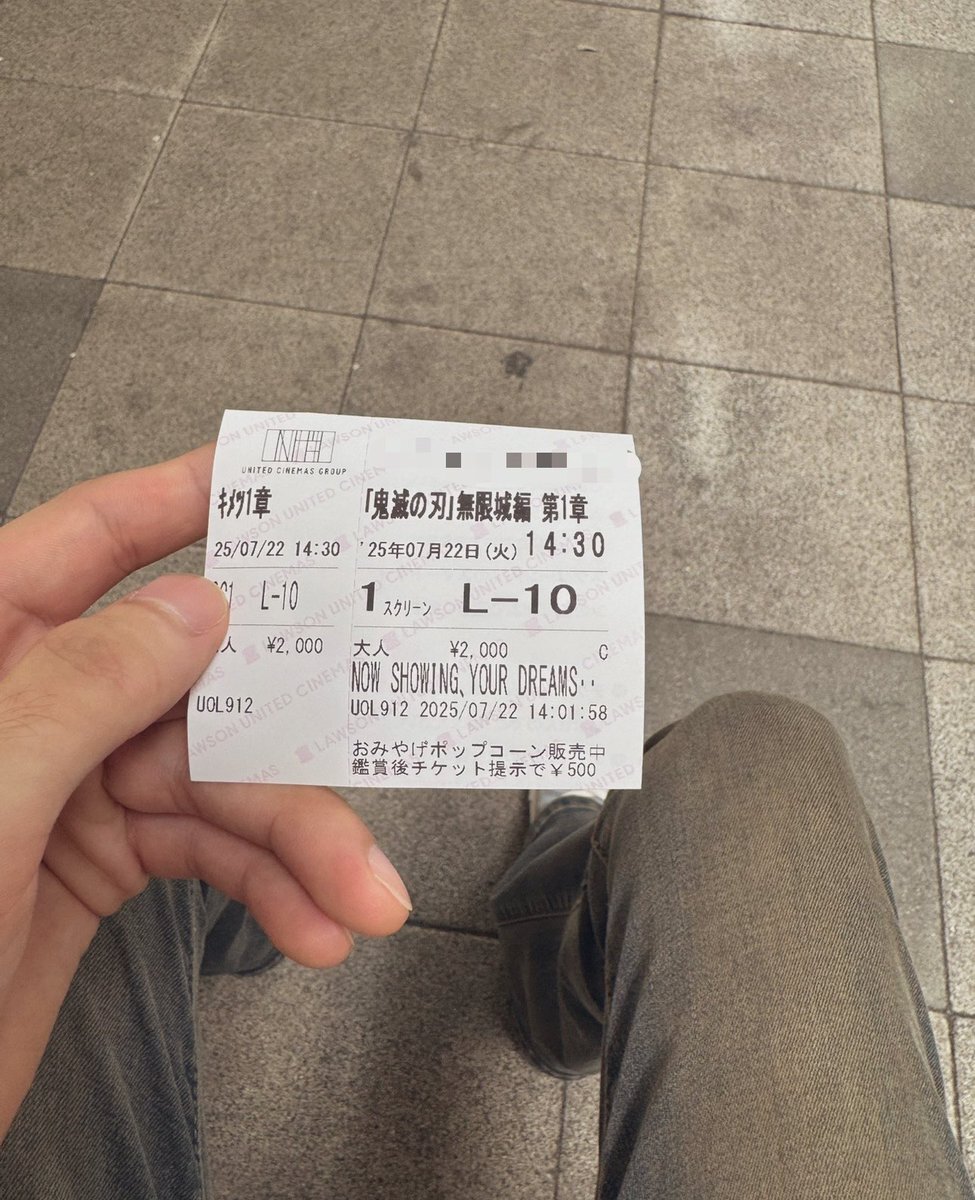 UNITED CINEMAS GROUP
ｷﾒﾂ1章
25/07/22 14:30
L-10
人 ¥2,000
UOL912
「鬼滅の刃」無限城編 第1章
'25年07月22日(火) 14:30
1 ｽｸﾘｰﾝ L-10
大人 ¥2,000 C
NOW SHOWING、YOUR DREAMS··
UOL912 2025/07/22 14:01:58
おみやげポップコーン販売中
鑑賞後チケット提示で¥500
LAWSON UNITED CINEMAS